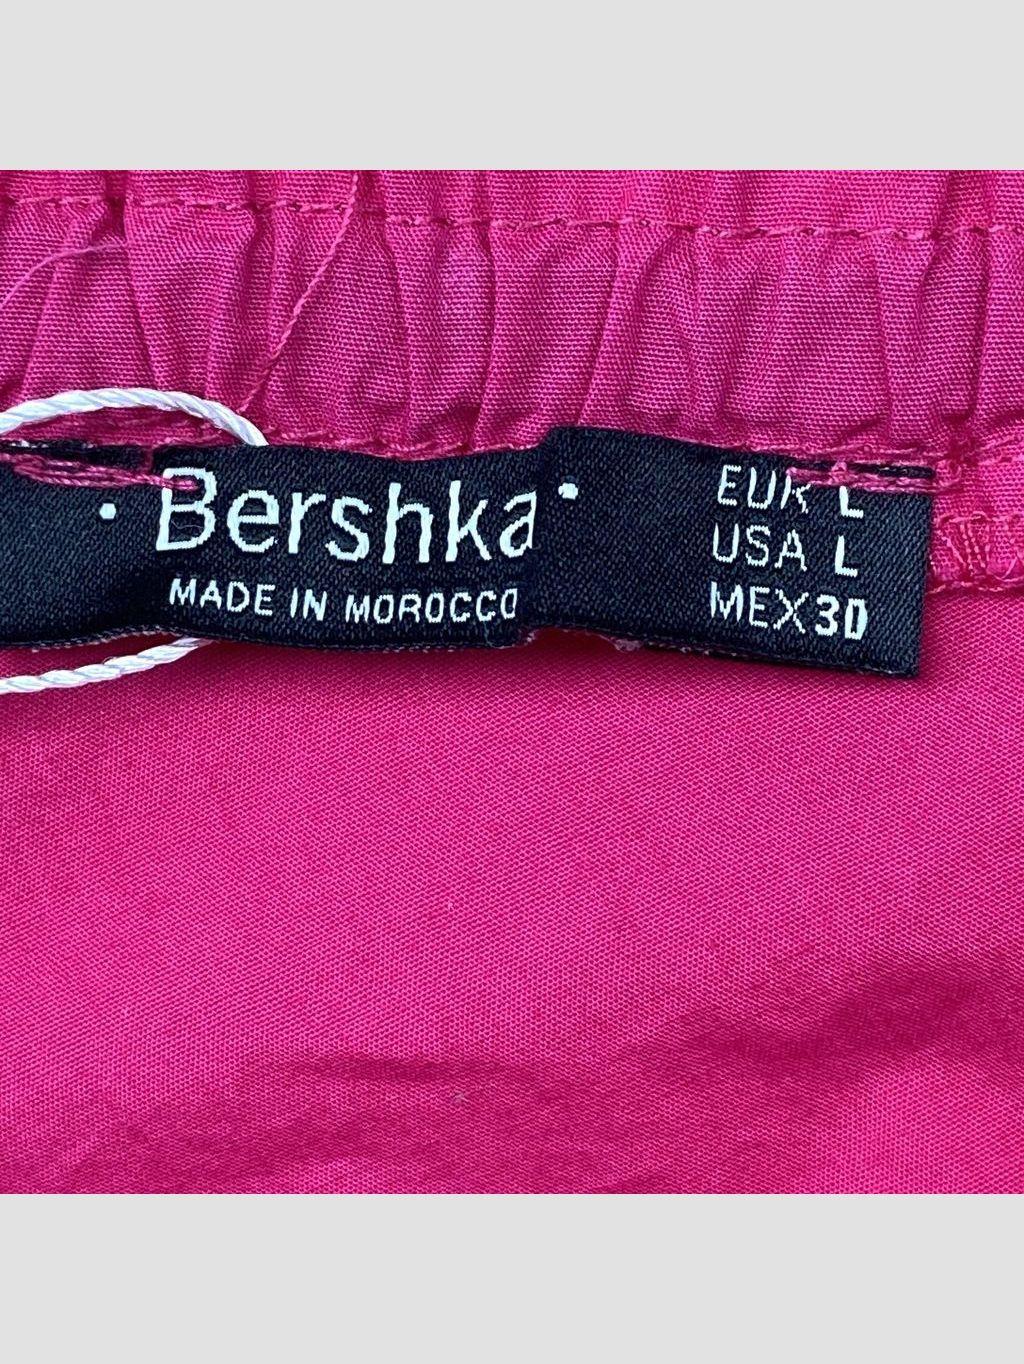 Bershka
MADE IN MOROCCO
EUR L
USA L
MEX 30